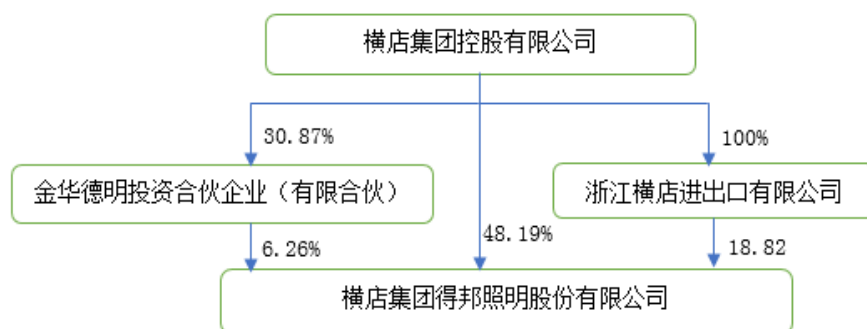 横店集团控股有限公司
30.87%
100%
金华德明投资合伙企业（有限合伙）
浙江横店进出口有限公司
6.26%
48.19%
18.82
横店集团得邦照明股份有限公司